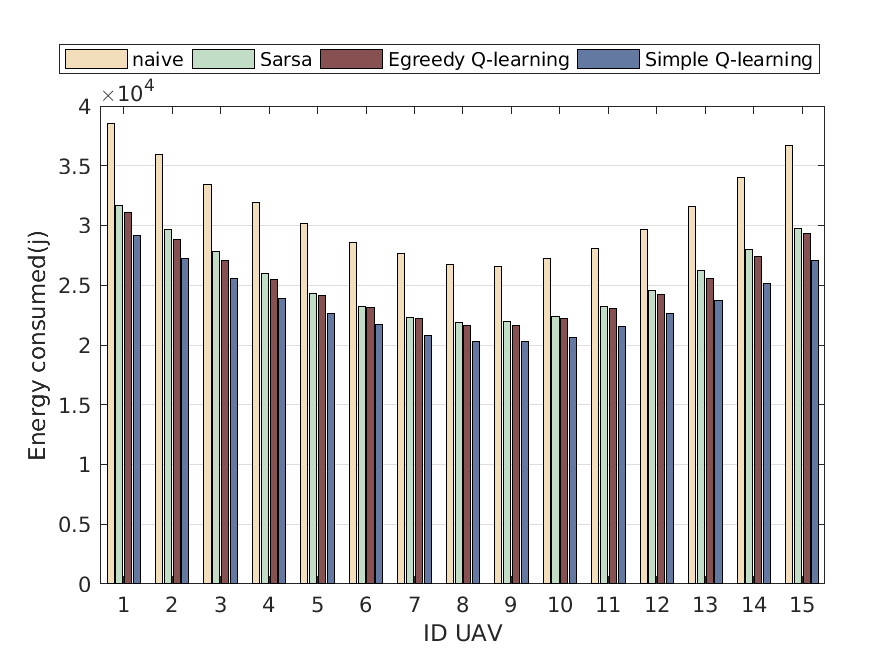 naive Sarsa Egreedy Q-learning Simple Q-learning
×10⁴
4
3.5
3
2.5
2
1.5
1
0.5
0
Energy consumed(j)
1 2 3 4 5 6 7 8 9 10 11 12 13 14 15
ID UAV